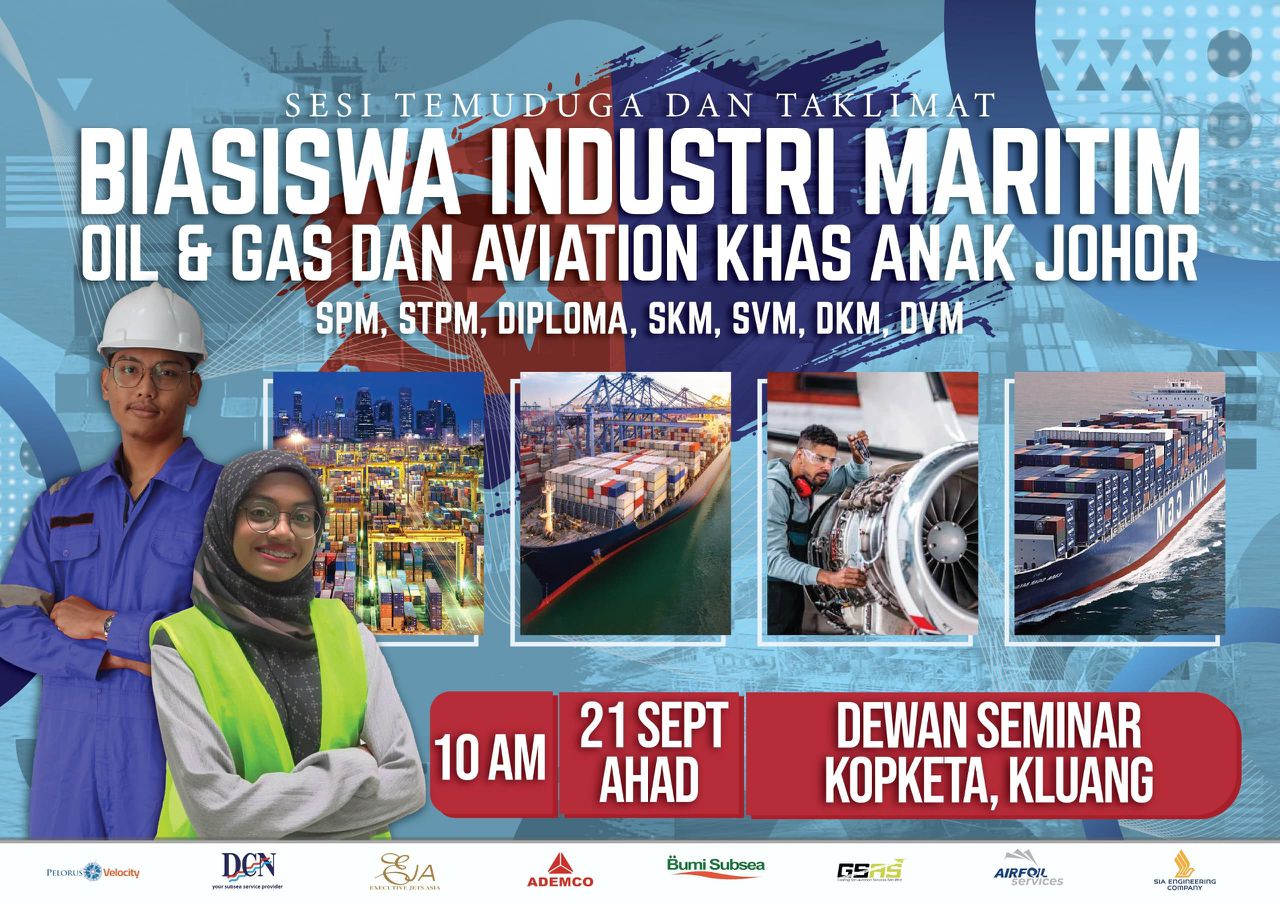 SESI TEMUDUGA DAN TAKLIMAT
BIASISWA INDUSTRI MARITIM
OIL & GAS DAN AVIATION KHAS ANAK JOHOR
SPM, STPM, DIPLOMA, SKM, SVM, DKM, DVM
CMA CGM
10 AM
21 SEPT
AHAD
DEWAN SEMINAR
KOPKETA, KLUANG
PELORUS Velocity
DCN
your subsea service provider
EJA
EXECUTIVE JETS ASIA
ADEMCO
Bumi Subsea
GSAS
AIRFOIL
services
SIA ENGINEERING
COMPANY